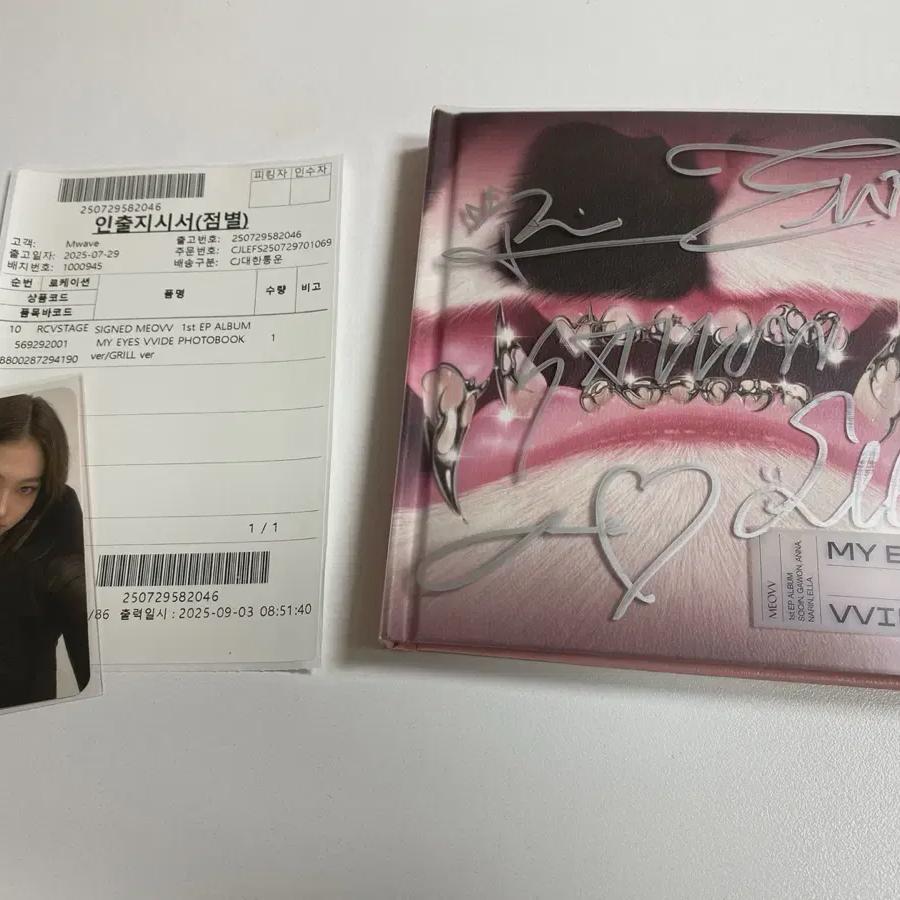 피킹자 인수자
250729582046
인출지시서(점별)
고객: Mwave 출고번호: 250729582046
출고일자: 2025-07-29 주문번호: CJLEFS250729701069
배치번호: 1000945 배송구분: CJ대한통운
순번 로케이션 품명 수량 비고
상품코드
품목바코드
10 RCVSTAGE SIGNED MEOVV 1st EP ALBUM
569292001 MY EYES VVIDE PHOTOBOOK 1
8800287294190 ver/GRILL ver
1 / 1
250729582046
/86 출력일시 : 2025-09-03 08:51:40
MEOVV
1st EP ALBUM
SOOIN, GAWON, ANNA
NARIN, ELLA
MY E
VVI